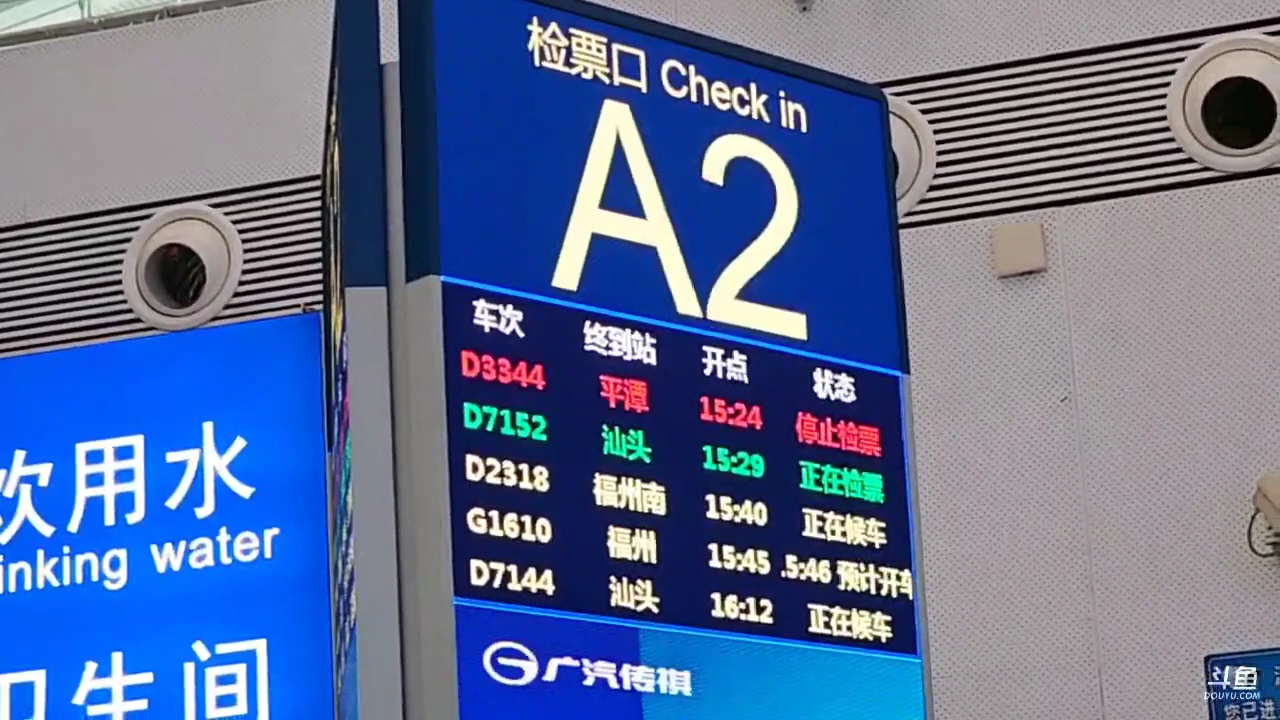 检票口 Check in
A2
车次 终到站 开点 状态
D3344 平潭 15:24 停止检票
D7152 汕头 15:29 正在检票
D2318 福州南 15:40 正在候车
G1610 福州 15:45 .5:46 预计开车
D7144 汕头 16:12 正在候车
广汽传祺
饮用水
inking water
卫生间
斗鱼
DOUYU.COM
您已进